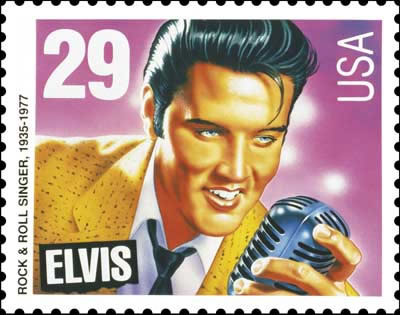 29
USA
ROCK & ROLL SINGER, 1935-1977
ELVIS